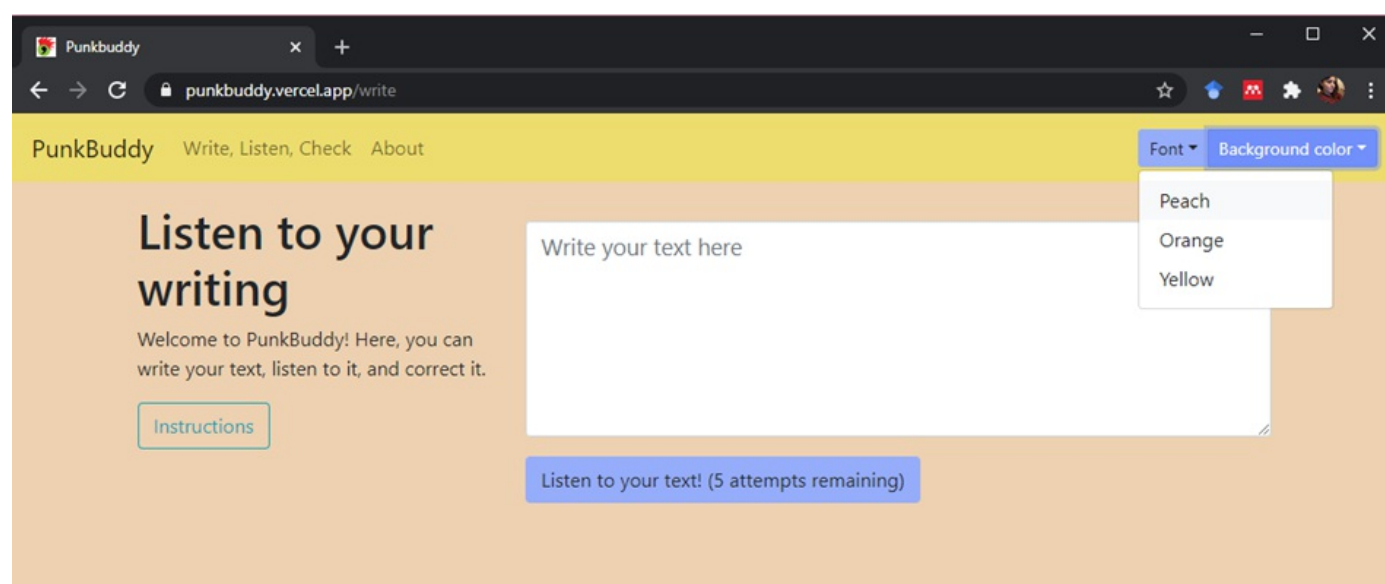 Punkbuddy
punkbuddy.vercel.app/write
PunkBuddy Write, Listen, Check About
Font Background color
Peach
Orange
Yellow
Listen to your
writing
Welcome to PunkBuddy! Here, you can
write your text, listen to it, and correct it.
Instructions
Write your text here
Listen to your text! (5 attempts remaining)